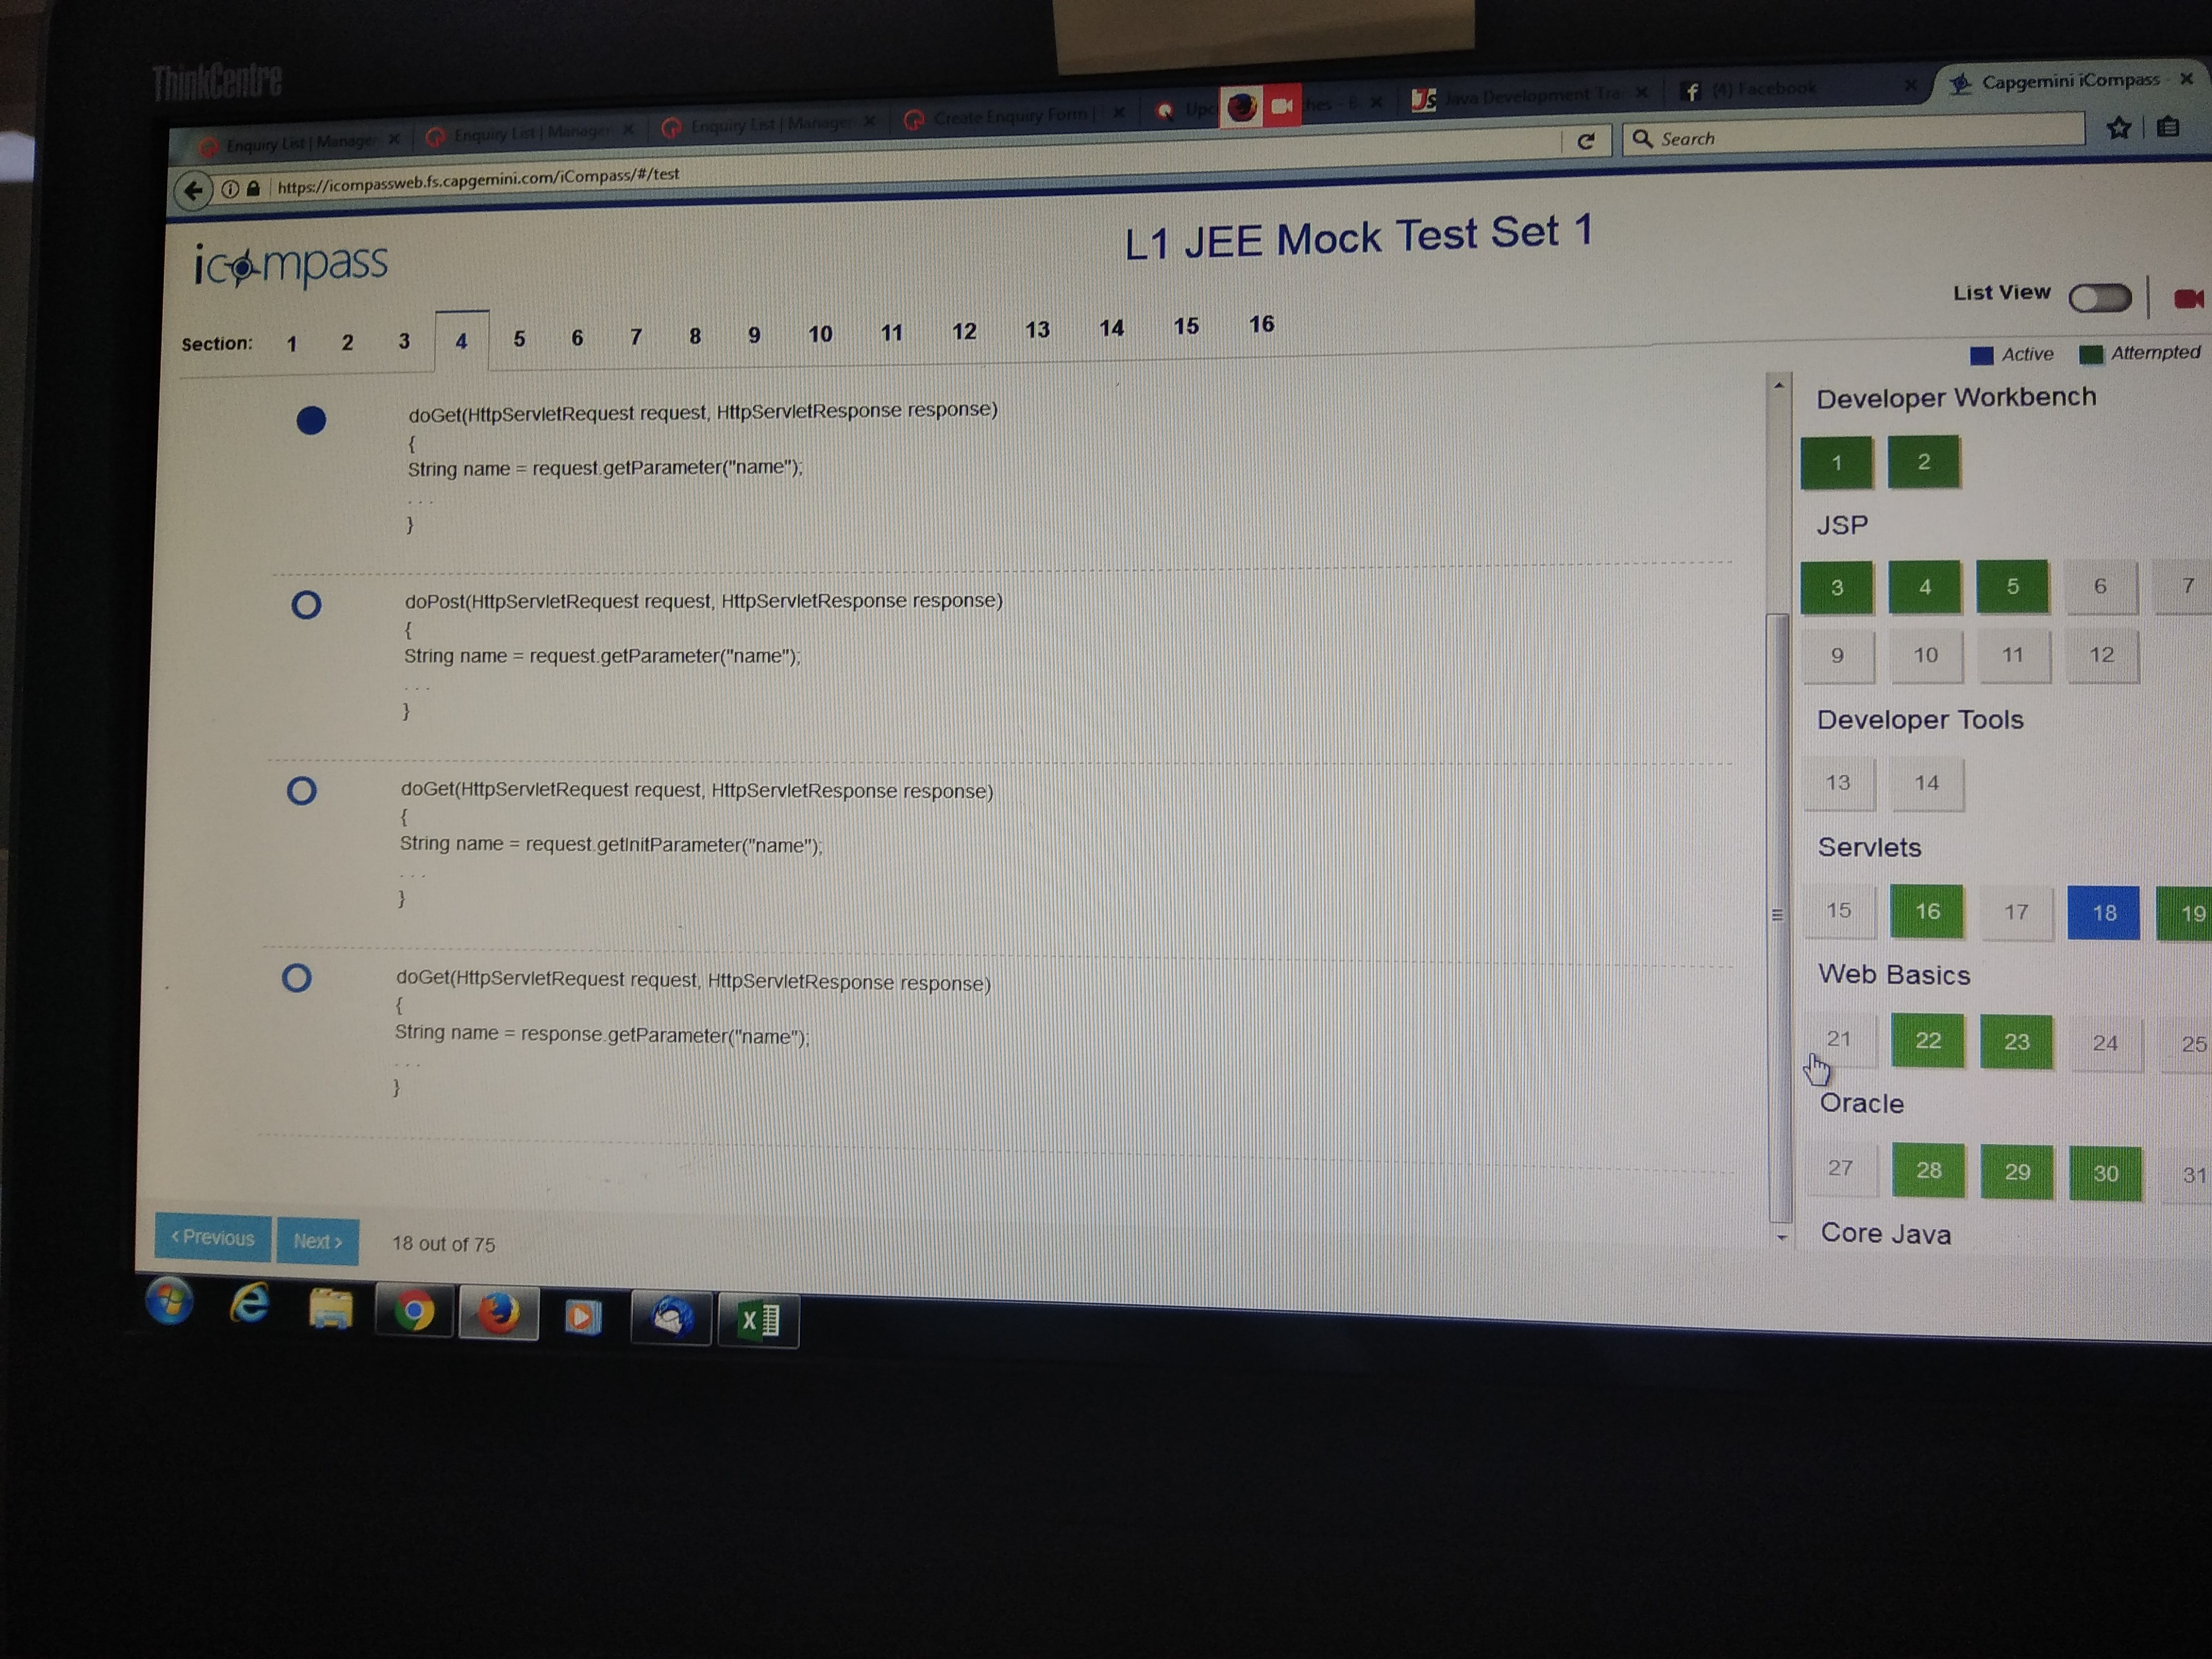 ThinkCentre
Enquiry List | Manager
Enquiry List | Manager
Enquiry List | Manager
Create Enquiry Form |
Java Development Tra
(4) Facebook
Capgemini iCompass
https://icompassweb.fs.capgemini.com/iCompass/#/test
Search
icompass
L1 JEE Mock Test Set 1
List View
Section: 1 2 3 4 5 6 7 8 9 10 11 12 13 14 15 16
Active Attempted
doGet(HttpServletRequest request, HttpServletResponse response)
{
String name = request.getParameter("name");
. . .
}
doPost(HttpServletRequest request, HttpServletResponse response)
{
String name = request.getParameter("name");
. . .
}
doGet(HttpServletRequest request, HttpServletResponse response)
{
String name = request.getInitParameter("name");
. . .
}
doGet(HttpServletRequest request, HttpServletResponse response)
{
String name = response.getParameter("name");
. . .
}
Developer Workbench
1 2
JSP
3 4 5 6 7
9 10 11 12
Developer Tools
13 14
Servlets
15 16 17 18 19
Web Basics
21 22 23 24 25
Oracle
27 28 29 30 31
Core Java
< Previous Next > 18 out of 75